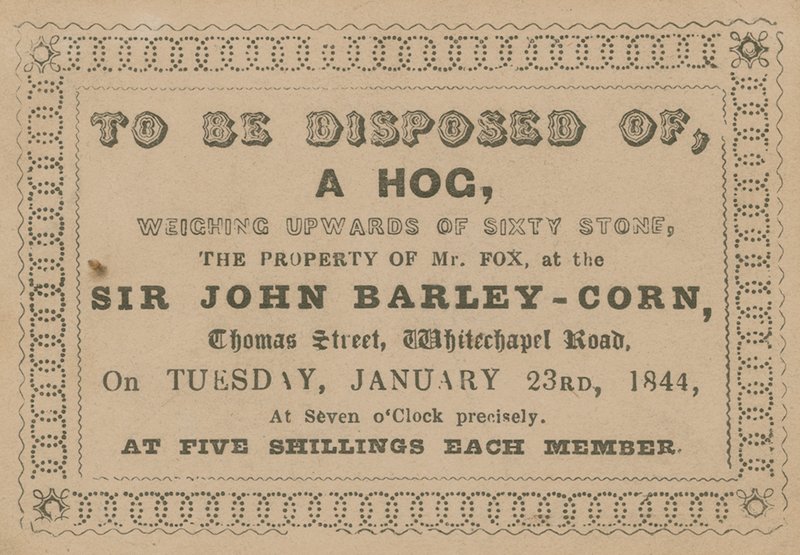 TO BE DISPOSED OF,
A HOG,
WEIGHING UPWARDS OF SIXTY STONE,
THE PROPERTY OF Mr. FOX, at the
SIR JOHN BARLEY-CORN,
Thomas Street, Whitechapel Road,
On TUESDAY, JANUARY 23RD, 1844,
At Seven o'Clock precisely.
AT FIVE SHILLINGS EACH MEMBER.